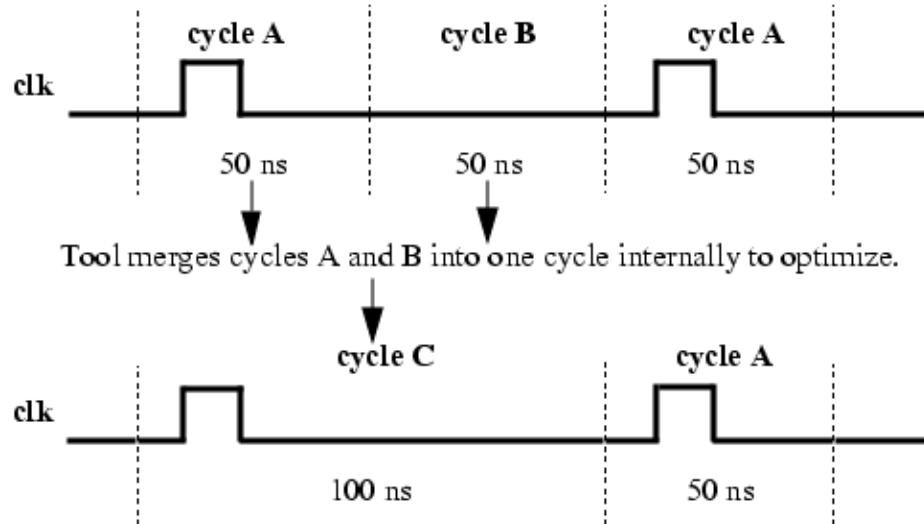 cycle A cycle B cycle A
clk
50 ns 50 ns 50 ns
Tool merges cycles A and B into one cycle internally to optimize.
cycle C cycle A
clk
100 ns 50 ns